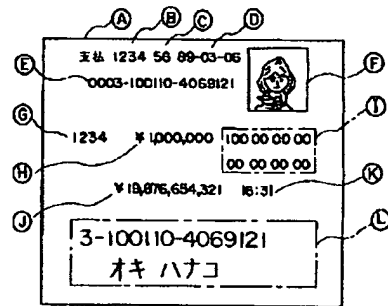 Ⓐ Ⓑ Ⓒ Ⓓ
支払 1234 56 89-03-06
Ⓔ 0003-100110-4068121 Ⓕ
Ⓖ 1234 ¥1,000,000 100 00 00 00 Ⓘ
Ⓗ 00 00 00 00
Ⓙ ¥19,876,654,321 16:31 Ⓚ
3-100110-4069121 Ⓛ
オキ ハナコ